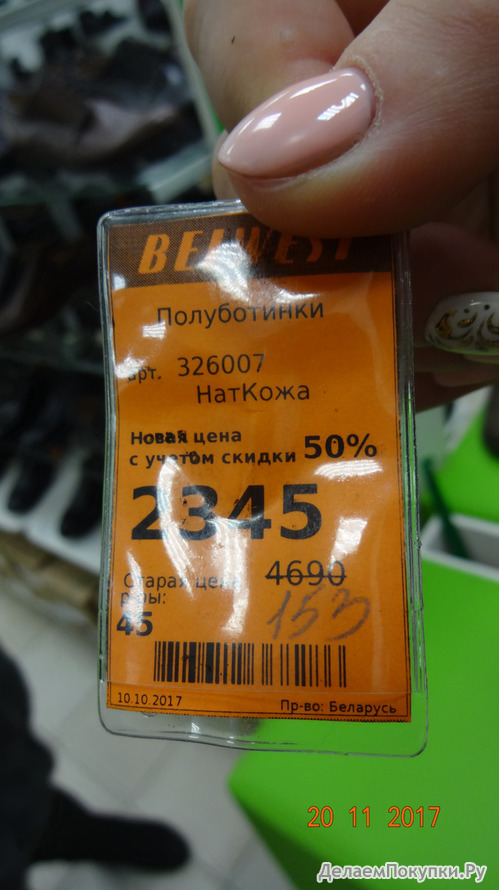 BELWEST
Полуботинки
арт. 326007
НатКожа
Новая цена
с учетом скидки 50%
2345
Старая цена 4690
р-ры:
45
153
10.10.2017
Пр-во: Беларусь
20 11 2017
ДелаемПокупки.Ру